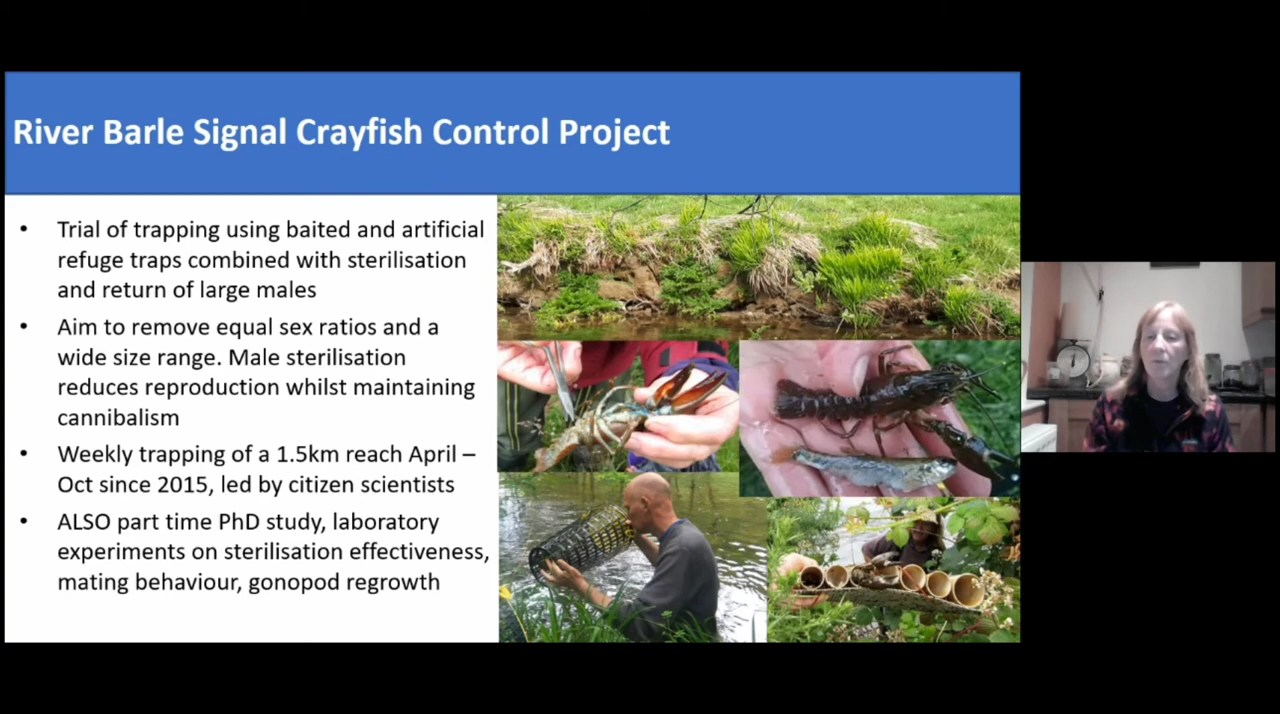 River Barle Signal Crayfish Control Project
• Trial of trapping using baited and artificial
refuge traps combined with sterilisation
and return of large males
• Aim to remove equal sex ratios and a
wide size range. Male sterilisation
reduces reproduction whilst maintaining
cannibalism
• Weekly trapping of a 1.5km reach April –
Oct since 2015, led by citizen scientists
• ALSO part time PhD study, laboratory
experiments on sterilisation effectiveness,
mating behaviour, gonopod regrowth